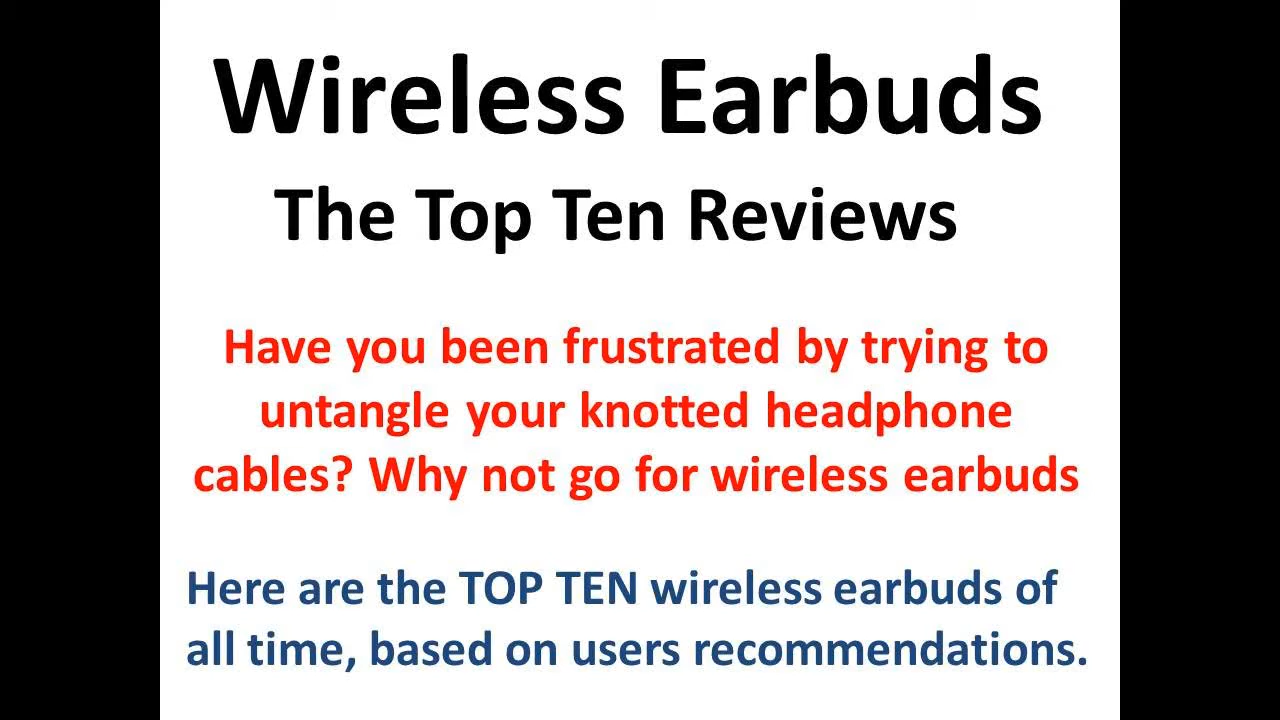 Wireless Earbuds
The Top Ten Reviews
Have you been frustrated by trying to
untangle your knotted headphone
cables? Why not go for wireless earbuds
Here are the TOP TEN wireless earbuds of
all time, based on users recommendations.